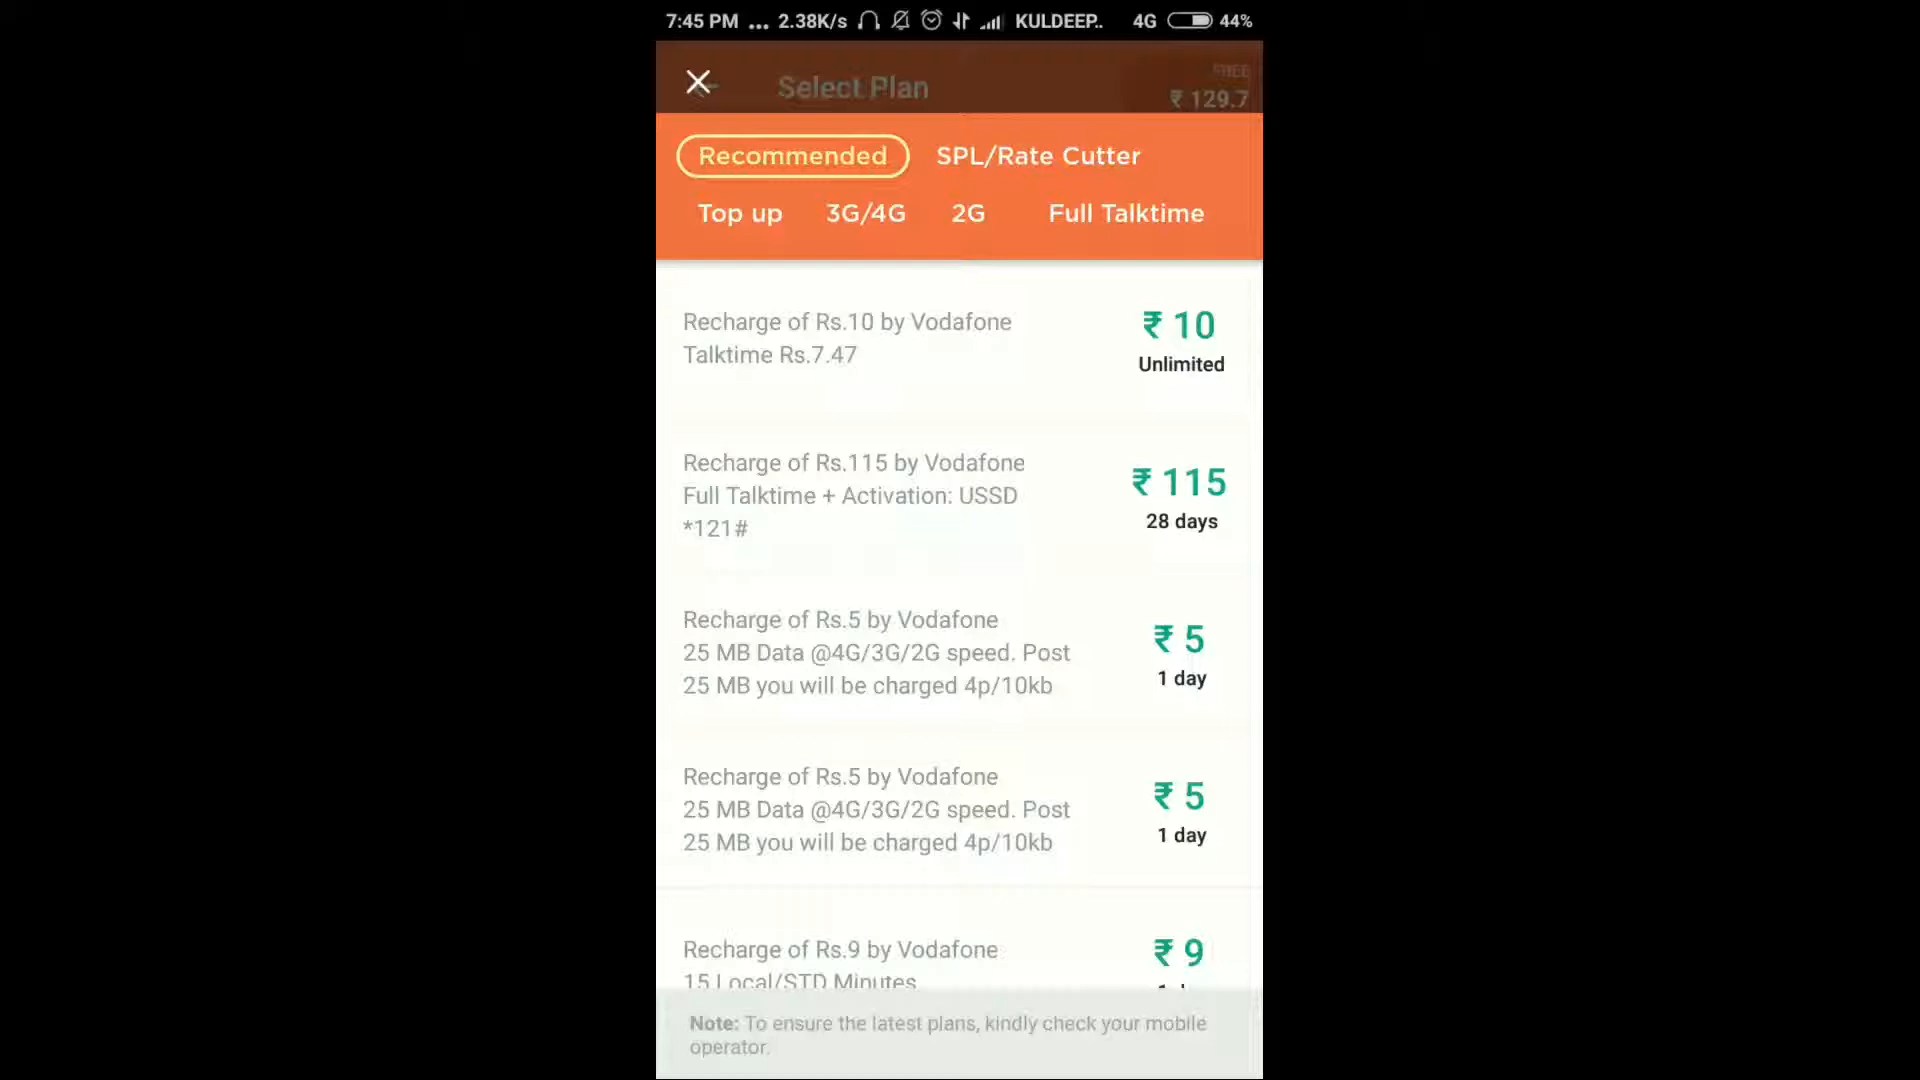 7:45 PM ... 2.38K/s KULDEEP.. 4G 44%
Select Plan
FREE
₹ 129.7
Recommended SPL/Rate Cutter
Top up 3G/4G 2G Full Talktime
Recharge of Rs.10 by Vodafone
Talktime Rs.7.47
₹ 10
Unlimited
Recharge of Rs.115 by Vodafone
Full Talktime + Activation: USSD
*121#
₹ 115
28 days
Recharge of Rs.5 by Vodafone
25 MB Data @4G/3G/2G speed. Post
25 MB you will be charged 4p/10kb
₹ 5
1 day
Recharge of Rs.5 by Vodafone
25 MB Data @4G/3G/2G speed. Post
25 MB you will be charged 4p/10kb
₹ 5
1 day
Recharge of Rs.9 by Vodafone
15 Local/STD Minutes
₹ 9
Note: To ensure the latest plans, kindly check your mobile
operator.